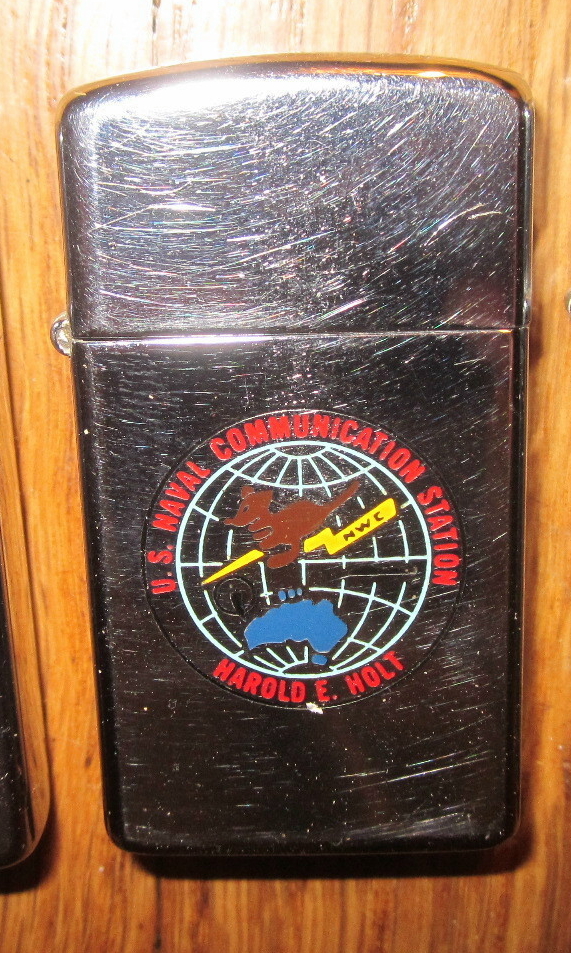 U.S. NAVAL COMMUNICATION STATION
NWC
HAROLD E. HOLT